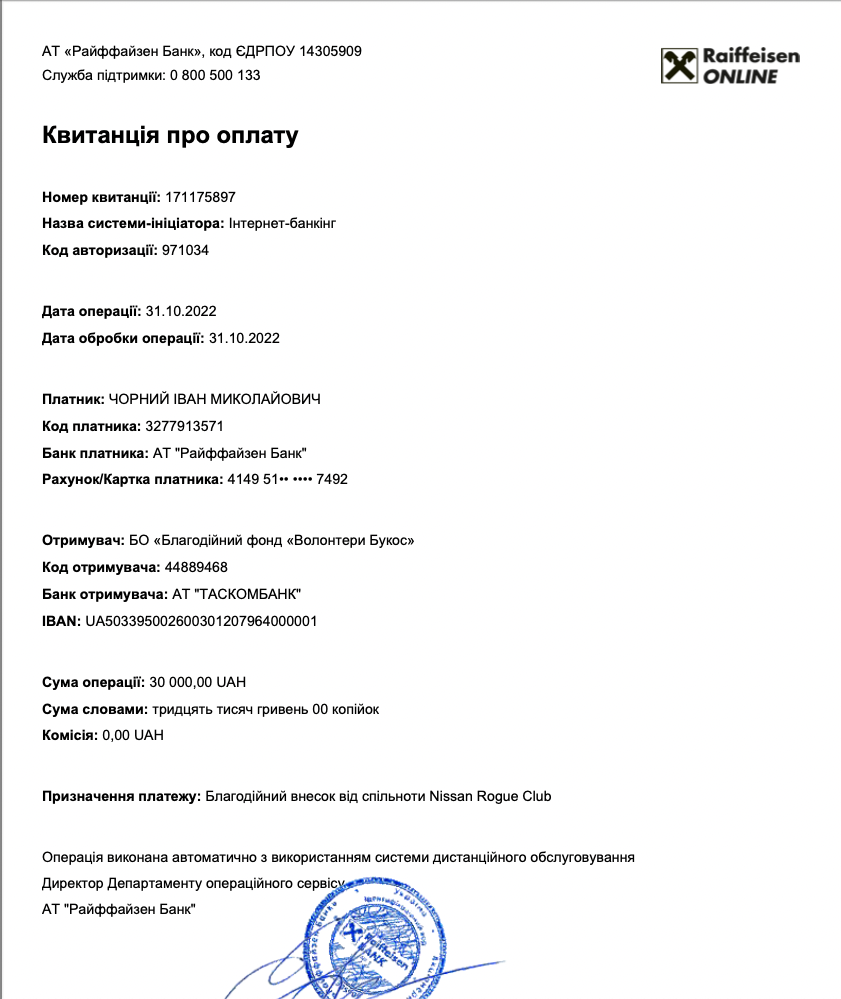 АТ «Райффайзен Банк», код ЄДРПОУ 14305909
Служба підтримки: 0 800 500 133
Raiffeisen
ONLINE
Квитанція про оплату
Номер квитанції: 171175897
Назва системи-ініціатора: Інтернет-банкінг
Код авторизації: 971034
Дата операції: 31.10.2022
Дата обробки операції: 31.10.2022
Платник: ЧОРНИЙ ІВАН МИКОЛАЙОВИЧ
Код платника: 3277913571
Банк платника: АТ "Райффайзен Банк"
Рахунок/Картка платника: 4149 51•• •••• 7492
Отримувач: БО «Благодійний фонд «Волонтери Букос»
Код отримувача: 44889468
Банк отримувача: АТ "ТАСКОМБАНК"
IBAN: UA503395002600301207964000001
Сума операції: 30 000,00 UAH
Сума словами: тридцять тисяч гривень 00 копійок
Комісія: 0,00 UAH
Призначення платежу: Благодійний внесок від спільноти Nissan Rogue Club
Операція виконана автоматично з використанням системи дистанційного обслуговування
Директор Департаменту операційного сервісу
АТ "Райффайзен Банк"
Україна
Raiffeisen
BANK